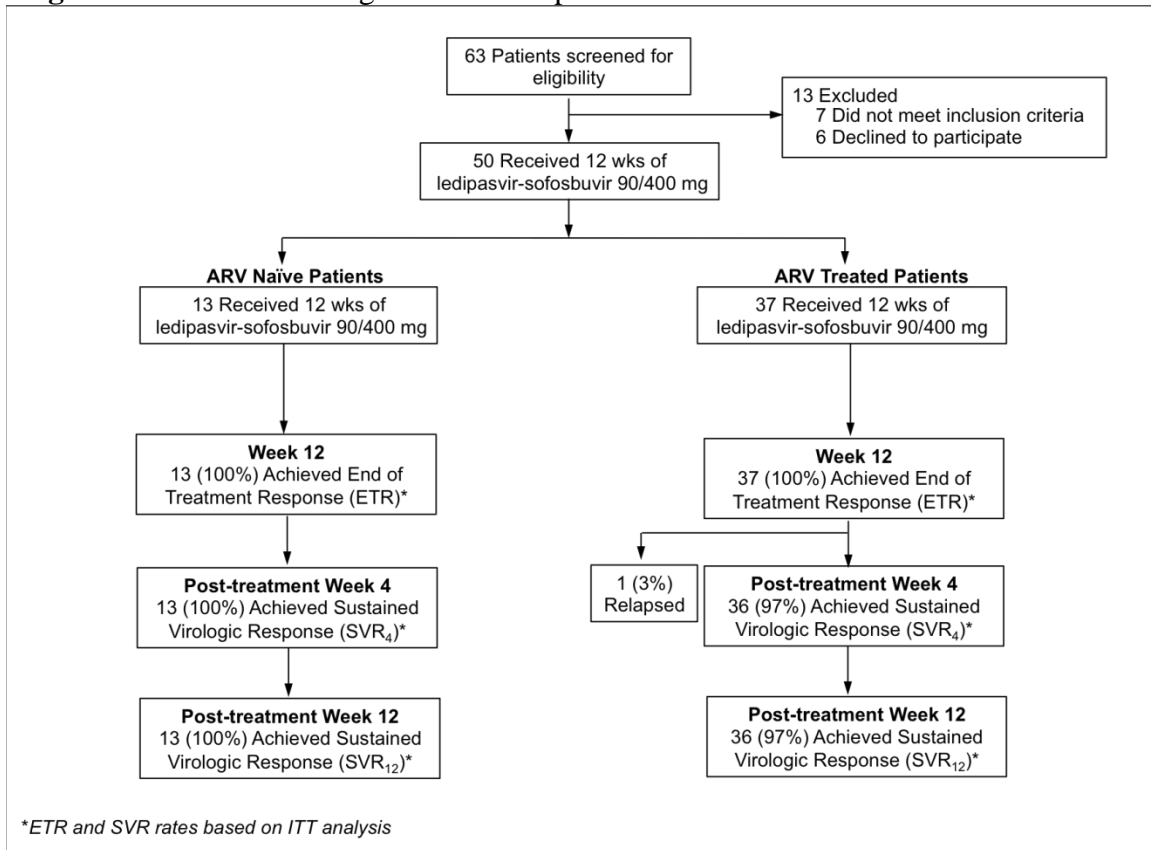 63 Patients screened for
eligibility
13 Excluded
7 Did not meet inclusion criteria
6 Declined to participate
50 Received 12 wks of
ledipasvir-sofosbuvir 90/400 mg
ARV Naïve Patients
13 Received 12 wks of
ledipasvir-sofosbuvir 90/400 mg
ARV Treated Patients
37 Received 12 wks of
ledipasvir-sofosbuvir 90/400 mg
Week 12
13 (100%) Achieved End of
Treatment Response (ETR)*
Week 12
37 (100%) Achieved End of
Treatment Response (ETR)*
1 (3%)
Relapsed
Post-treatment Week 4
13 (100%) Achieved Sustained
Virologic Response (SVR₄)*
Post-treatment Week 4
36 (97%) Achieved Sustained
Virologic Response (SVR₄)*
Post-treatment Week 12
13 (100%) Achieved Sustained
Virologic Response (SVR₁₂)*
Post-treatment Week 12
36 (97%) Achieved Sustained
Virologic Response (SVR₁₂)*
*ETR and SVR rates based on ITT analysis